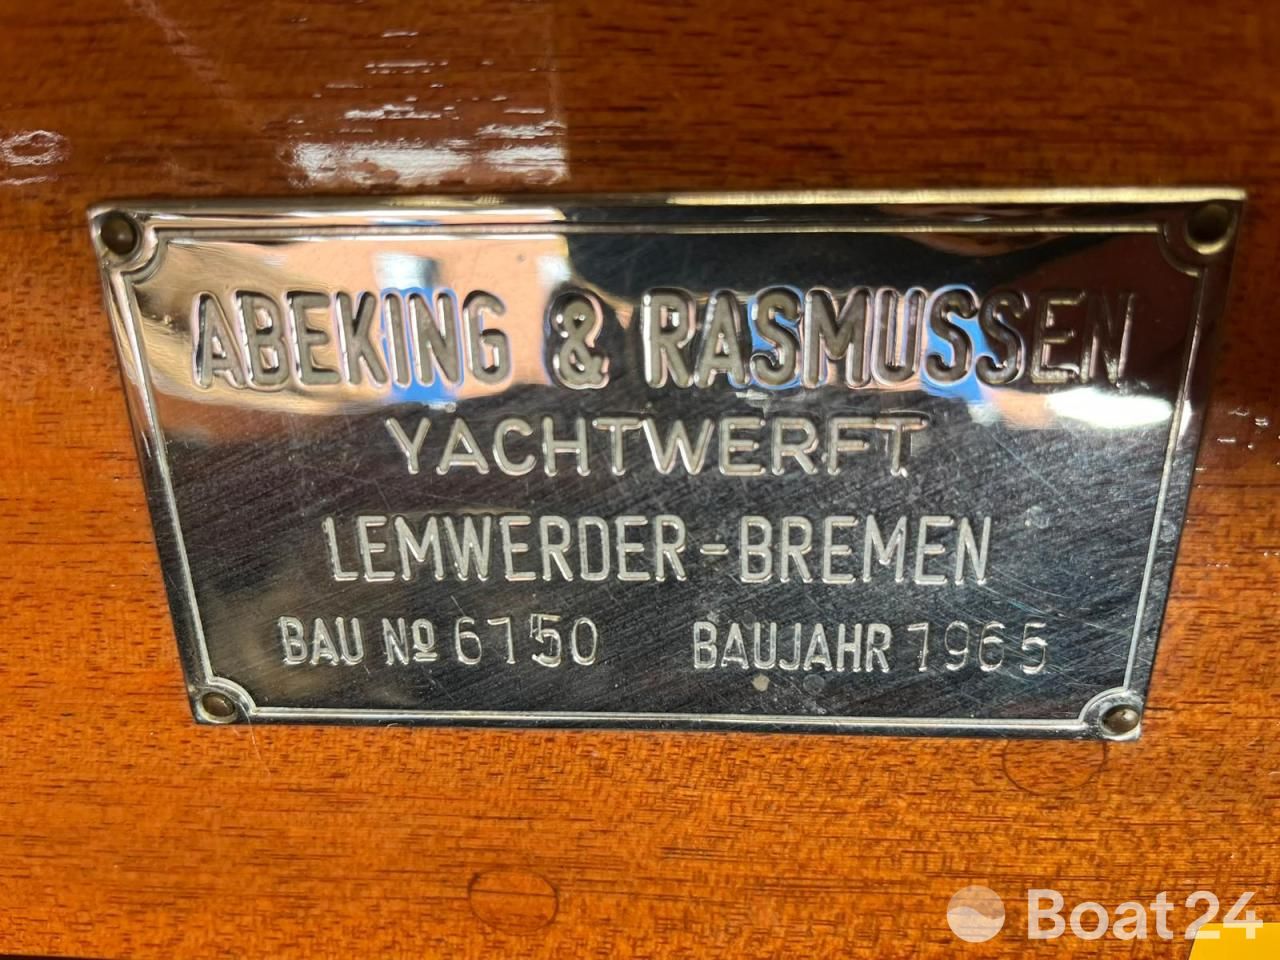 ABEKING & RASMUSSEN
YACHTWERFT
LEMWERDER-BREMEN
BAU Nº 6150 BAUJAHR 1965
Boat24